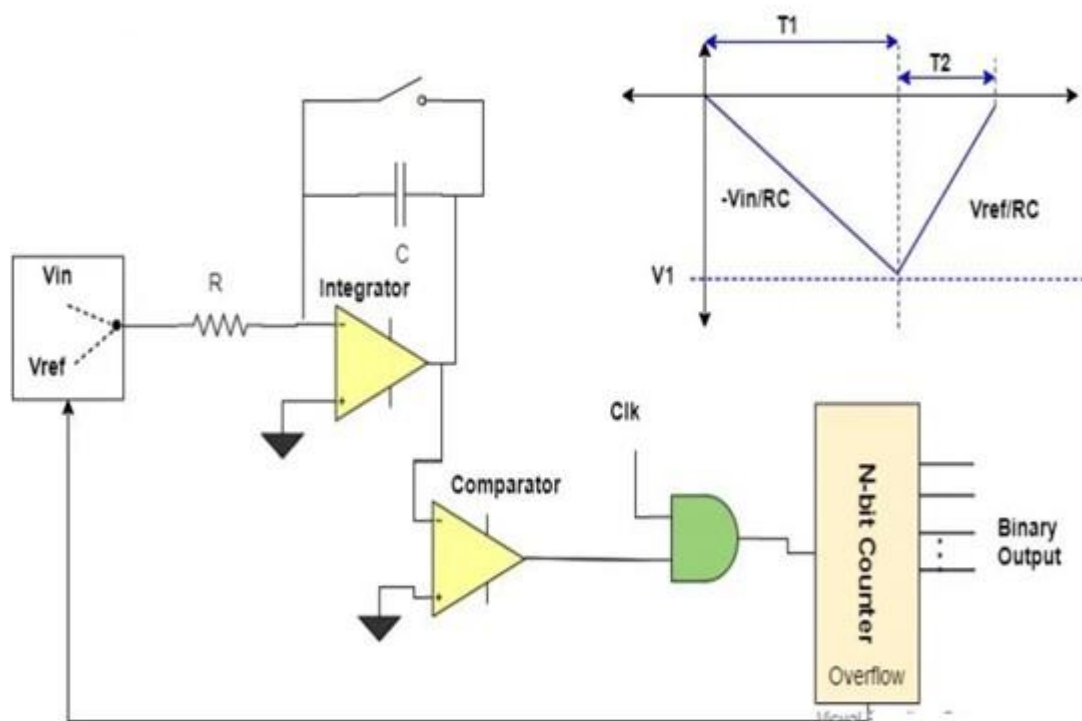 T1
T2
-Vin/RC
Vref/RC
V1
C
Vin
R
Integrator
Vref
-
+
Clk
Comparator
-
+
N-bit Counter
Binary
Output
Overflow